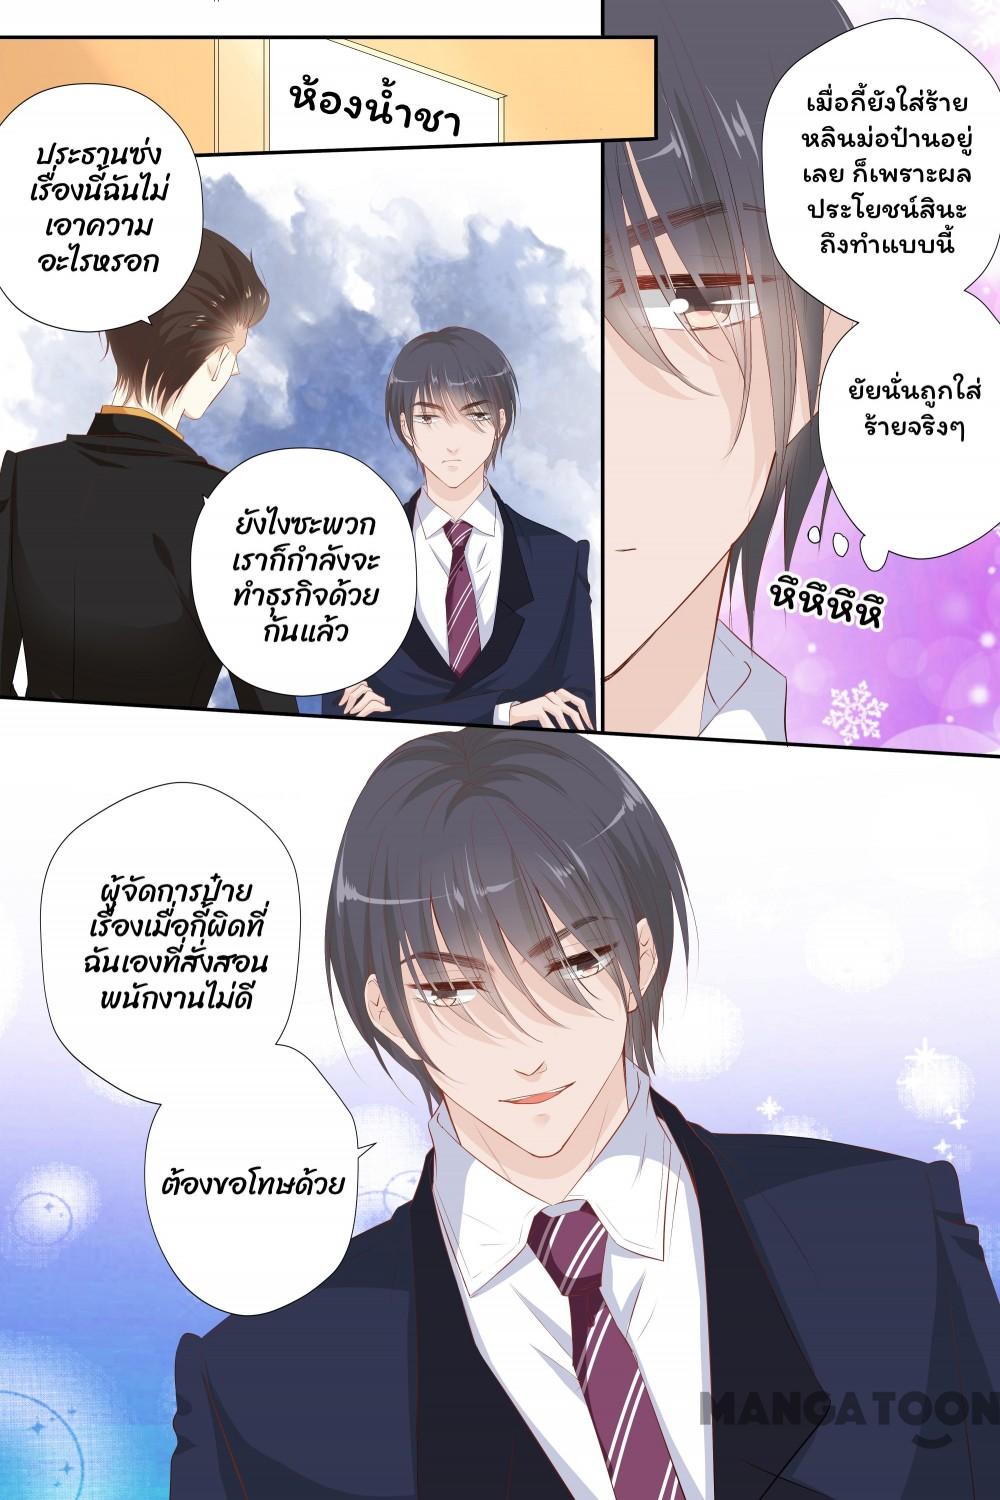 ห้องน้ำชา
ประธานซ่ง
เรื่องนี้ฉันไม่
เอาความ
อะไรหรอก
ยังไงซะพวก
เราก็กำลังจะ
ทำธุรกิจด้วย
กันแล้ว
เมื่อกี้ยังใส่ร้าย
หลินม่อป๋านอยู่
เลย ก็เพราะผล
ประโยชน์สินะ
ถึงทำแบบนี้
ยัยนั่นถูกใส่
ร้ายจริงๆ
หึหึหึหึ
ผู้จัดการป๋าย
เรื่องเมื่อกี้ผิดที่
ฉันเองที่สั่งสอน
พนักงานไม่ดี
ต้องขอโทษด้วย
MANGATOON